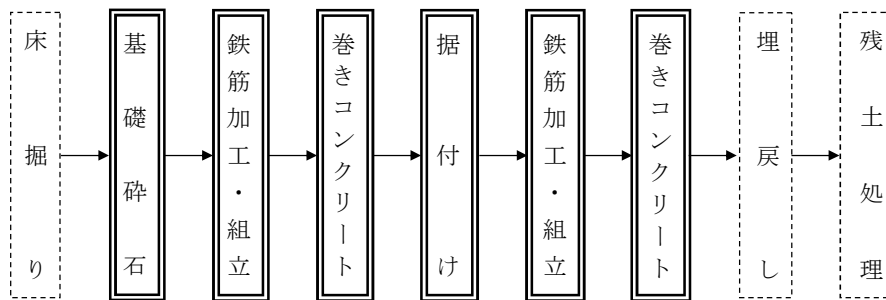 床掘り
基礎砕石
鉄筋加工・組立
巻きコンクリート
据付け
鉄筋加工・組立
巻きコンクリート
埋戻し
残土処理